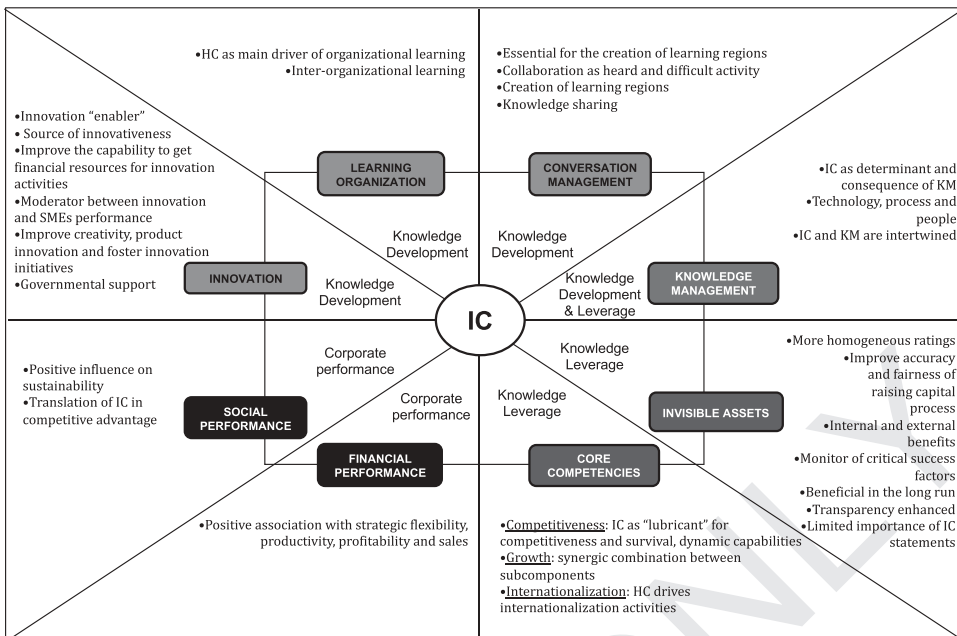 •HC as main driver of organizational learning
•Inter-organizational learning
•Essential for the creation of learning regions
•Collaboration as heard and difficult activity
•Creation of learning regions
•Knowledge sharing
•Innovation “enabler”
• Source of innovativeness
•Improve the capability to get
financial resources for innovation
activities
•Moderator between innovation
and SMEs performance
•Improve creativity, product
innovation and foster innovation
initiatives
•Governmental support
LEARNING
ORGANIZATION
CONVERSATION
MANAGEMENT
•IC as determinant and
consequence of KM
•Technology, process and
people
•IC and KM are intertwined
Knowledge
Development
Knowledge
Development
INNOVATION
Knowledge
Development
Knowledge
Development
& Leverage
KNOWLEDGE
MANAGEMENT
IC
•Positive influence on
sustainability
•Translation of IC in
competitive advantage
Corporate
performance
Knowledge
Leverage
SOCIAL
PERFORMANCE
Corporate
performance
Knowledge
Leverage
INVISIBLE ASSETS
•More homogeneous ratings
•Improve accuracy
and fairness of
raising capital
process
•Internal and external
benefits
•Monitor of critical success
factors
•Beneficial in the long run
•Transparency enhanced
•Limited importance of IC
statements
FINANCIAL
PERFORMANCE
CORE
COMPETENCIES
•Positive association with strategic flexibility,
productivity, profitability and sales
•Competitiveness: IC as “lubricant” for
competitiveness and survival, dynamic capabilities
•Growth: synergic combination between
subcomponents
•Internationalization: HC drives
internationalization activities
ONLY